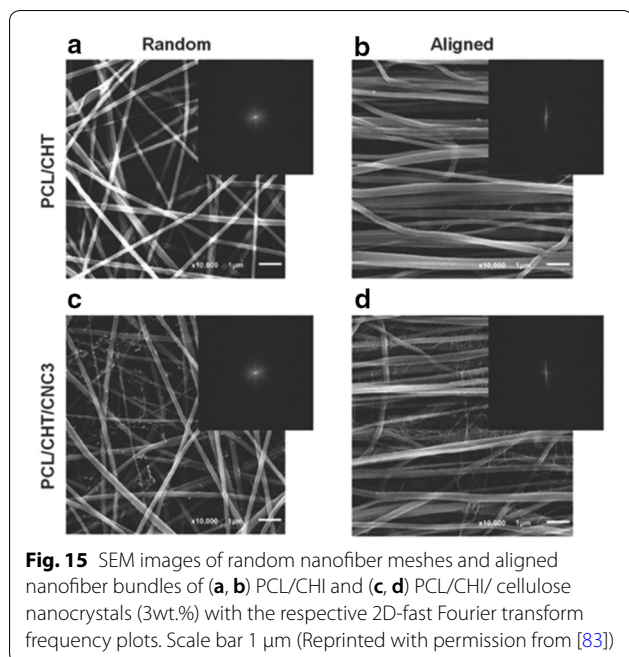 a Random b Aligned
PCL/CHT
x10,000 1µm x10,000 1µm
c d
PCL/CHT/CNC3
x10,000 1µm x10,000 1µm
Fig. 15 SEM images of random nanofiber meshes and aligned
nanofiber bundles of (a, b) PCL/CHI and (c, d) PCL/CHI/ cellulose
nanocrystals (3wt.%) with the respective 2D-fast Fourier transform
frequency plots. Scale bar 1 µm (Reprinted with permission from [83])